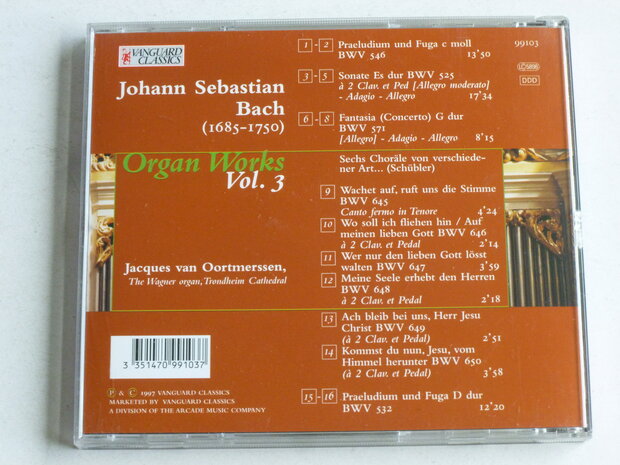 VANGUARD
CLASSICS
Johann Sebastian
Bach
(1685-1750)
Organ Works
Vol. 3
Jacques van Oortmerssen,
The Wagner organ, Trondheim Cathedral
3 351470 991037
P & C 1997 VANGUARD CLASSICS
MARKETED BY VANGUARD CLASSICS
A DIVISION OF THE ARCADE MUSIC COMPANY
99103
LC 5896
DDD
1 - 2 Praeludium und Fuga c moll
BWV 546 13'50
3 - 5 Sonate Es dur BWV 525
à 2 Clav. et Ped [Allegro moderato]
- Adagio - Allegro 17'34
6 - 8 Fantasia (Concerto) G dur
BWV 571
[Allegro] - Adagio - Allegro 8'15
Sechs Choräle von verschiede-
ner Art... (Schübler)
9 Wachet auf, ruft uns die Stimme
BWV 645
Canto fermo in Tenore 4'24
10 Wo soll ich fliehen hin / Auf
meinen lieben Gott BWV 646
à 2 Clav. et Pedal 2'14
11 Wer nur den lieben Gott lösst
walten BWV 647 3'59
12 Meine Seele erhebt den Herren
BWV 648
à 2 Clav. et Pedal 2'18
13 Ach bleib bei uns, Herr Jesu
Christ BWV 649
(à 2 Clav. et Pedal) 2'51
14 Kommst du nun, Jesu, vom
Himmel herunter BWV 650
(à 2 Clav. et Pedal) 3'58
15 - 16 Praeludium und Fuga D dur
BWV 532 12'20